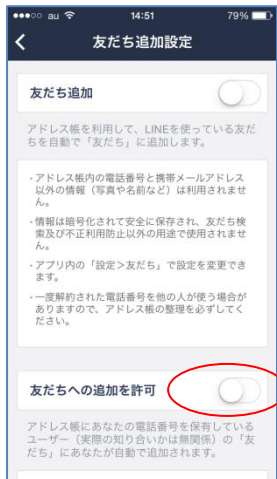 au 14:51 79%
友だち追加設定
友だち追加
アドレス帳を利用して、LINEを使っている友だ
ちを自動で「友だち」に追加します。
・アドレス帳内の電話番号と携帯メールアドレス
以外の情報（写真や名前など）は利用されませ
ん。
・情報は暗号化されて安全に保存され、友だち検
索及び不正利用防止以外の用途で使用されませ
ん。
・アプリ内の「設定>友だち」で設定を変更でき
ます。
・一度解約された電話番号を他の人が使う場合が
ありますので、アドレス帳の整理を必ずしてく
ださい。
友だちへの追加を許可
アドレス帳にあなたの電話番号を保有している
ユーザー（実際の知り合いかは無関係）の「友
だち」にあなたが自動で追加されます。